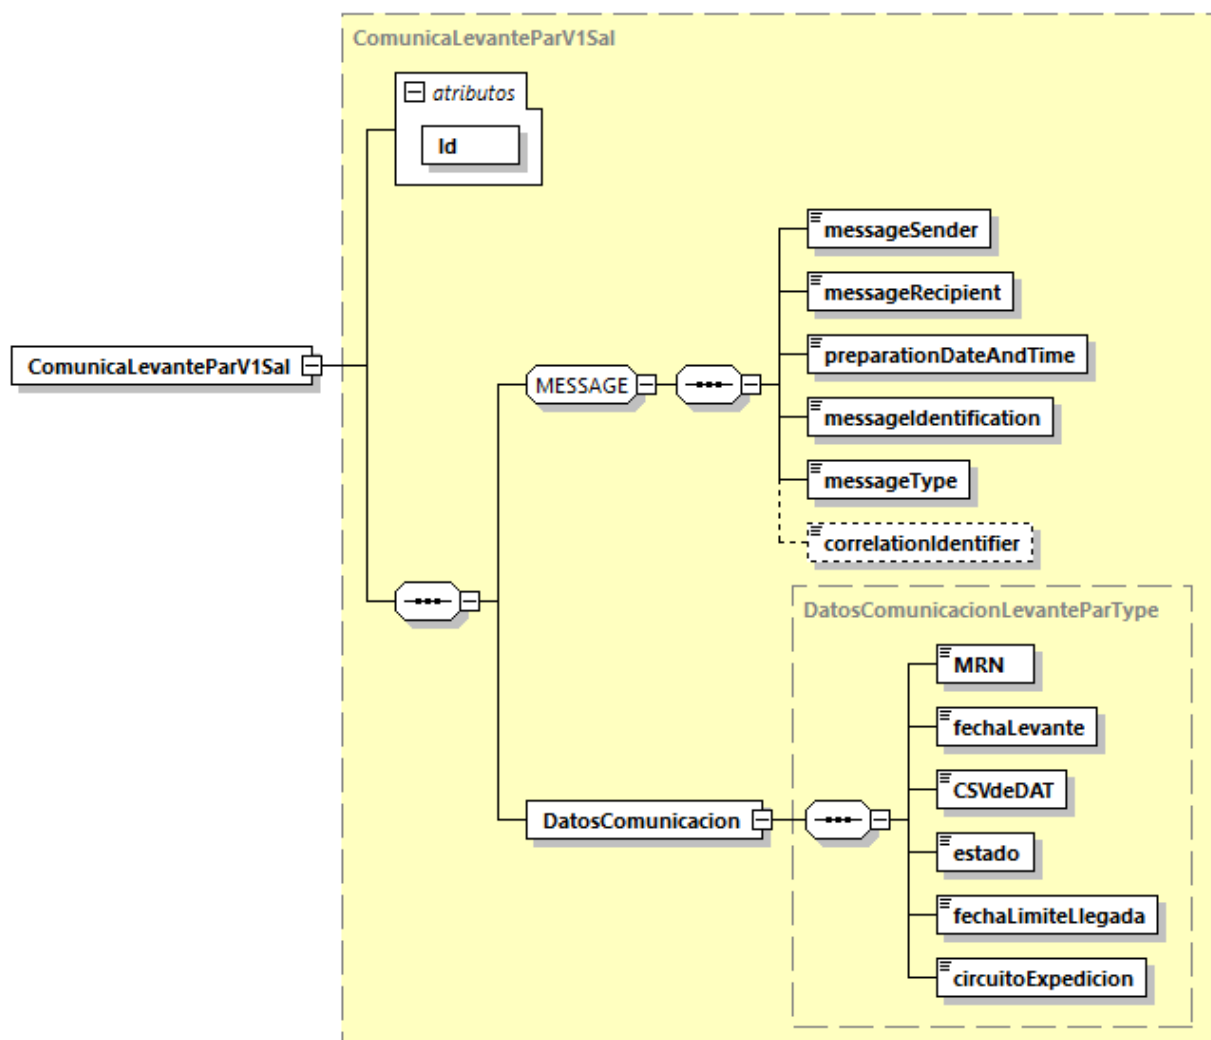 ComunicaLevanteParV1Sal
atributos
Id
messageSender
messageRecipient
preparationDateAndTime
ComunicaLevanteParV1Sal
MESSAGE
messageIdentification
messageType
correlationIdentifier
DatosComunicacionLevanteParType
MRN
fechaLevante
CSVdeDAT
DatosComunicacion
estado
fechaLimiteLlegada
circuitoExpedicion